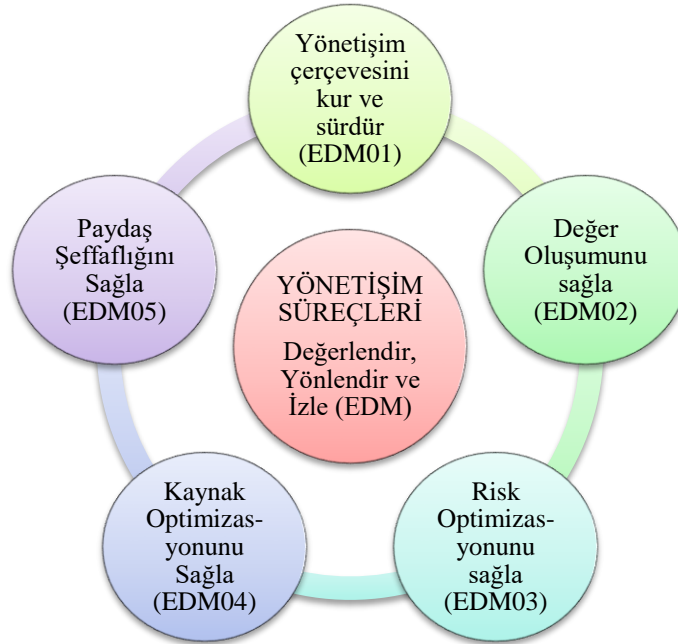 Yönetişim
çerçevesini
kur ve
sürdür
(EDM01)
Değer
Oluşumunu
sağla
(EDM02)
Risk
Optimizas-
yonunu
sağla
(EDM03)
Kaynak
Optimizas-
yonunu
Sağla
(EDM04)
Paydaş
Şeffaflığını
Sağla
(EDM05)
YÖNETİŞİM
SÜREÇLERİ
Değerlendir,
Yönlendir ve
İzle (EDM)